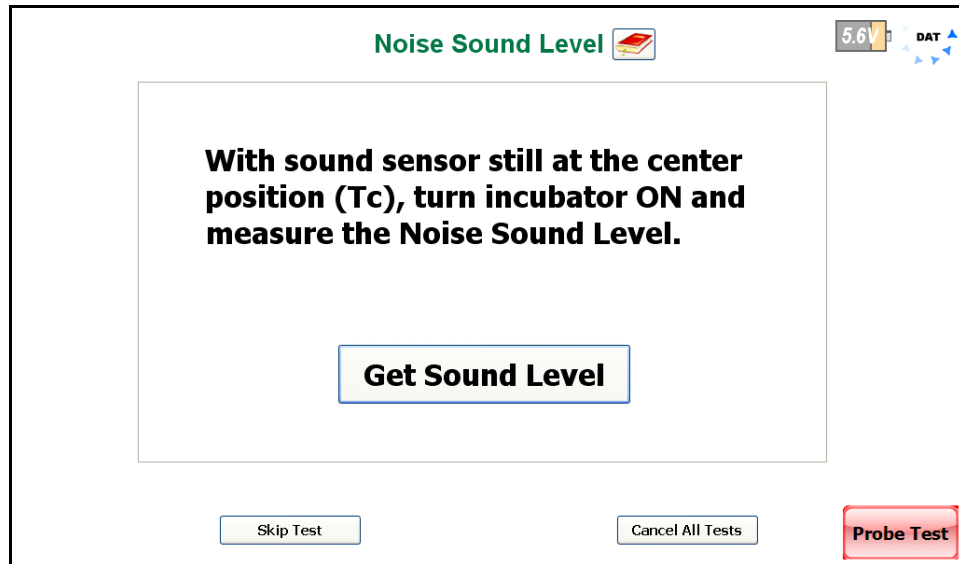 Noise Sound Level
5.6V
DAT
With sound sensor still at the center
position (Tc), turn incubator ON and
measure the Noise Sound Level.
Get Sound Level
Skip Test
Cancel All Tests
Probe Test